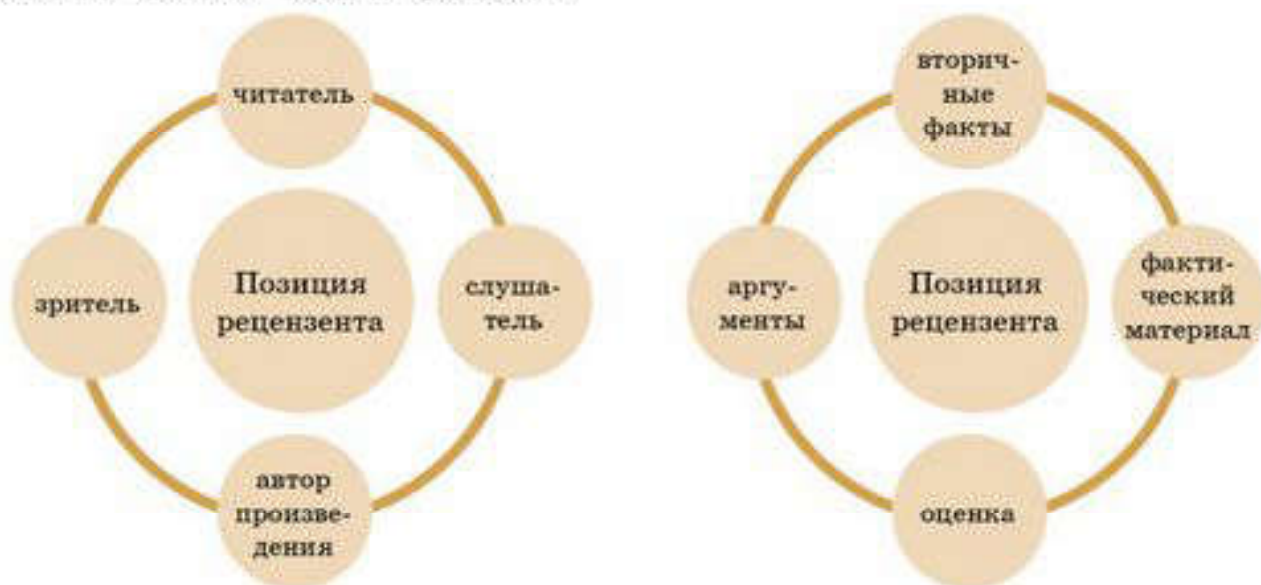 читатель
зритель
Позиция
рецензента
слуша-
тель
автор
произве-
дения
вторич-
ные
факты
аргу-
менты
Позиция
рецензента
факти-
ческий
материал
оценка